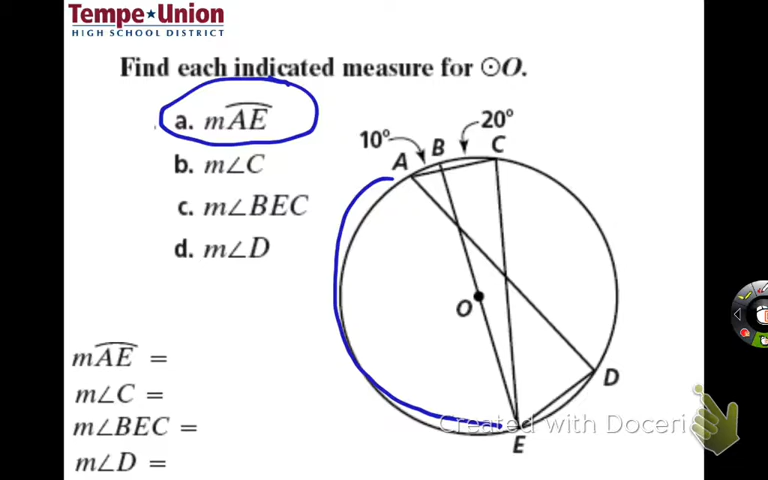 Tempe Union
HIGH SCHOOL DISTRICT
Find each indicated measure for ⊙O.
a. mAE
b. m∠C
c. m∠BEC
d. m∠D
20°
10°
B
C
A
O
D
E
mAE =
m∠C =
m∠BEC =
m∠D =
Created with Doceri